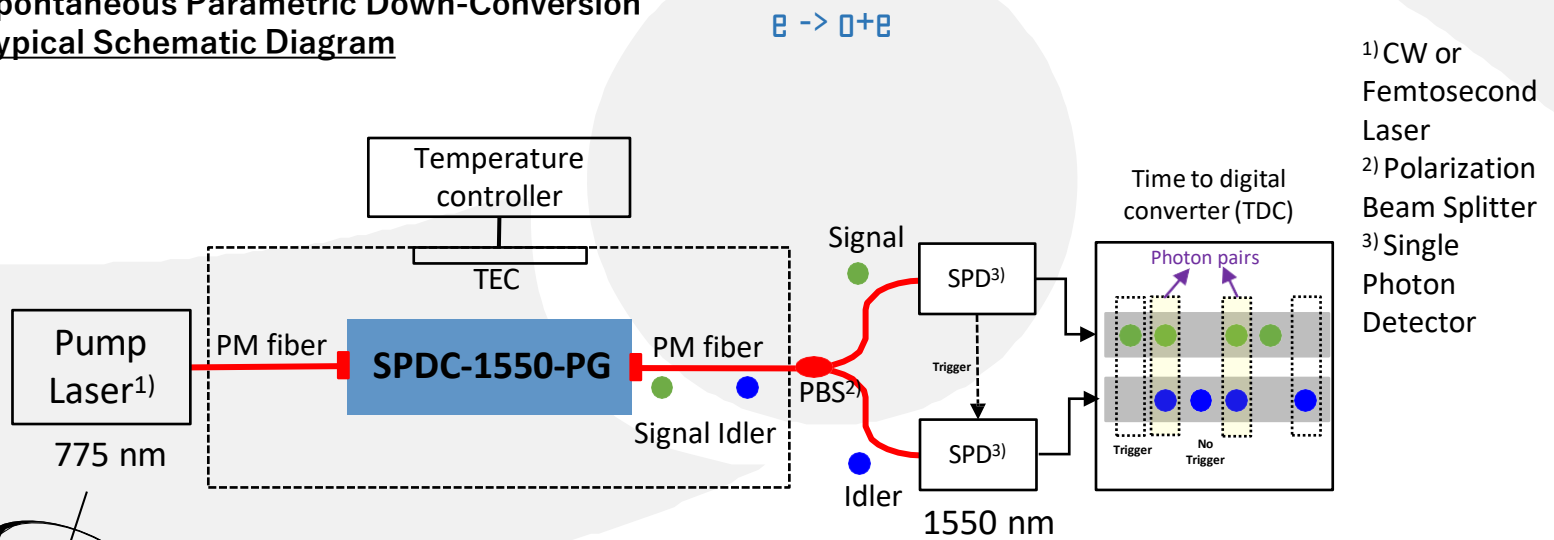 pontaneous Parametric Down-Conversion
ypical Schematic Diagram
e -> o+e
1) CW or
Femtosecond
Laser
2) Polarization
Beam Splitter
3) Single
Photon
Detector
Temperature
controller
TEC
Pump
Laser1)
775 nm
PM fiber
SPDC-1550-PG
PM fiber
Signal Idler
PBS2)
Signal
Idler
SPD3)
Trigger
SPD3)
1550 nm
Time to digital
converter (TDC)
Photon pairs
Trigger
No
Trigger